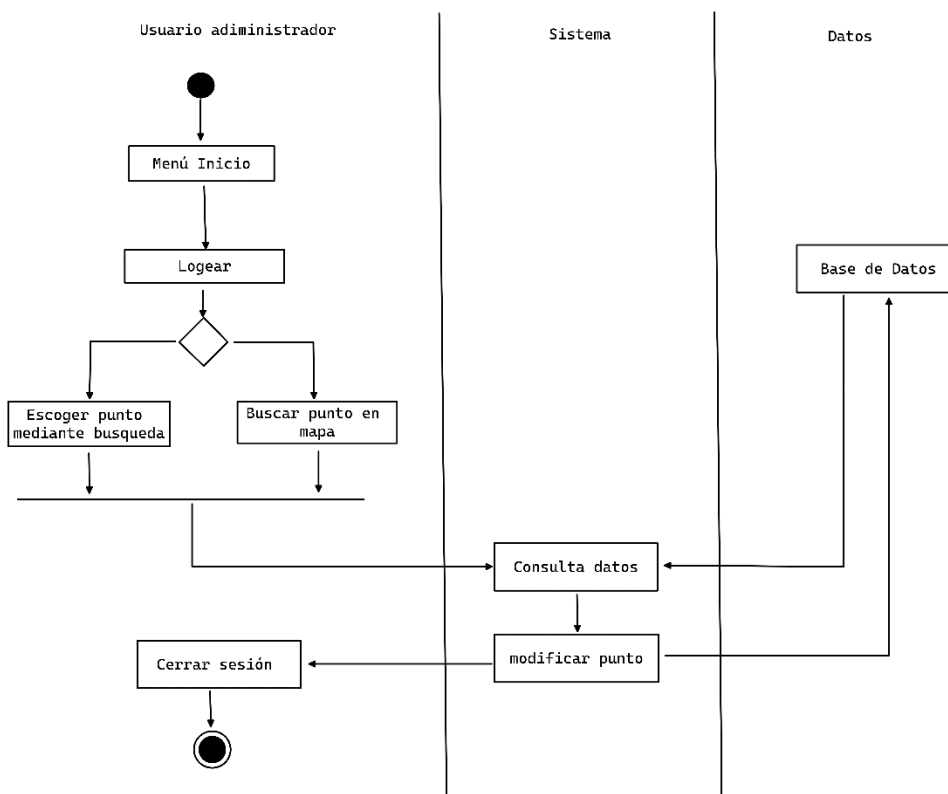 Usuario adiministrador
Sistema
Datos
Menú Inicio
Logear
Base de Datos
Escoger punto
mediante busqueda
Buscar punto en
mapa
Consulta datos
modificar punto
Cerrar sesión